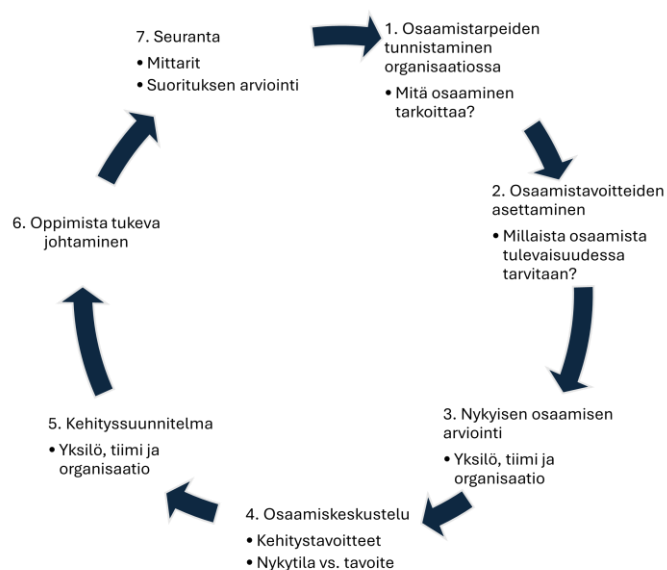 1. Osaamistarpeiden
tunnistaminen
organisaatiossa
• Mitä osaaminen
tarkoittaa?
2. Osaamistavoitteiden
asettaminen
• Millaista osaamista
tulevaisuudessa
tarvitaan?
3. Nykyisen osaamisen
arviointi
• Yksilö, tiimi ja
organisaatio
4. Osaamiskeskustelu
• Kehitystavoitteet
• Nykytila vs. tavoite
5. Kehityssuunnitelma
• Yksilö, tiimi ja
organisaatio
6. Oppimista tukeva
johtaminen
7. Seuranta
• Mittarit
• Suorituksen arviointi